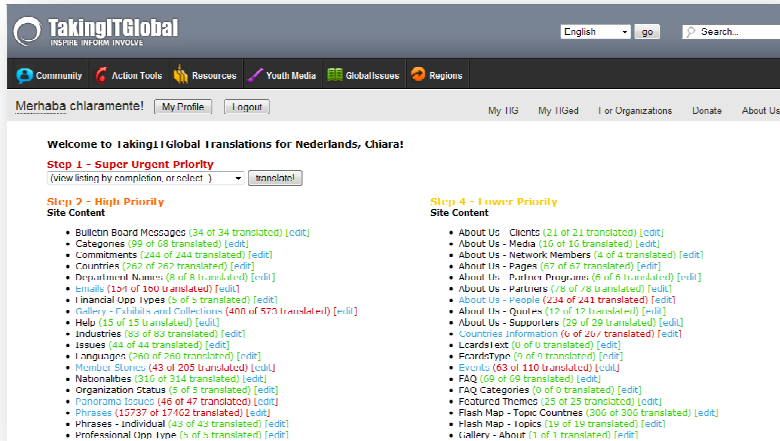 TakingITGlobal
INSPIRE INFORM INVOLVE
English go Search...
Community Action Tools Resources Youth Media GlobalIssues Regions
Merhaba chiaramente! My Profile Logout
My TIG My TIGed For Organizations Donate About Us
Welcome to TakingITGlobal Translations for Nederlands, Chiara!
Step 1 - Super Urgent Priority
(view listing by completion, or select..) translate!
Step 2 - High Priority
Site Content
Bulletin Board Messages (34 of 34 translated) [edit]
Categories (99 of 68 translated) [edit]
Commitments (244 of 244 translated) [edit]
Countries (262 of 262 translated) [edit]
Department Names (8 of 8 translated) [edit]
Emails (154 of 160 translated) [edit]
Financial Opp Types (5 of 5 translated) [edit]
Gallery - Exhibits and Collections (408 of 573 translated) [edit]
Help (15 of 15 translated) [edit]
Industries (83 of 83 translated) [edit]
Issues (44 of 44 translated) [edit]
Languages (260 of 260 translated) [edit]
Member Stories (43 of 205 translated) [edit]
Nationalities (316 of 314 translated) [edit]
Organization Status (5 of 5 translated) [edit]
Panorama Issues (46 of 47 translated) [edit]
Phrases (15737 of 17462 translated) [edit]
Phrases - Individual (43 of 43 translated) [edit]
Professional Opp Type (5 of 5 translated) [edit]
Step 4 - Lower Priority
Site Content
About Us - Clients (21 of 21 translated) [edit]
About Us - Media (16 of 16 translated) [edit]
About Us - Network Members (4 of 4 translated) [edit]
About Us - Pages (67 of 67 translated) [edit]
About Us - Partner Programs (6 of 6 translated) [edit]
About Us - Partners (78 of 78 translated) [edit]
About Us - People (234 of 241 translated) [edit]
About Us - Quotes (12 of 12 translated) [edit]
About Us - Supporters (29 of 29 translated) [edit]
Countries Information (6 of 267 translated) [edit]
EcardsText (0 of 0 translated) [edit]
EcardsType (9 of 9 translated) [edit]
Events (63 of 110 translated) [edit]
FAQ (69 of 69 translated) [edit]
FAQ Categories (0 of 0 translated) [edit]
Featured Themes (25 of 25 translated) [edit]
Flash Map - Topic Countries (306 of 306 translated) [edit]
Flash Map - Topics (19 of 19 translated) [edit]
Gallery - About (1 of 1 translated) [edit]